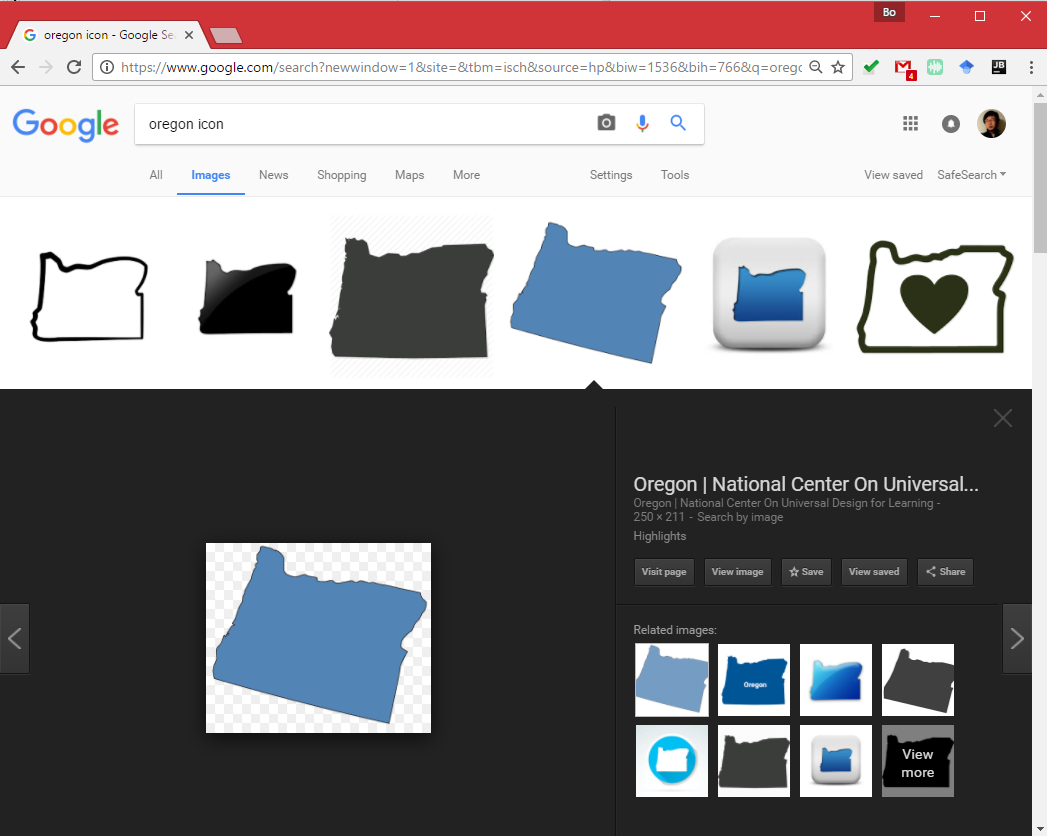 Bo
oregon icon - Google Se
https://www.google.com/search?newwindow=1&site=&tbm=isch&source=hp&biw=1536&bih=766&q=orego
4
JB
Google
oregon icon
All Images News Shopping Maps More Settings Tools View saved SafeSearch
Oregon | National Center On Universal...
Oregon | National Center On Universal Design for Learning -
250 × 211 - Search by image
Highlights
Visit page View image Save View saved Share
Related images:
Oregon
View
more